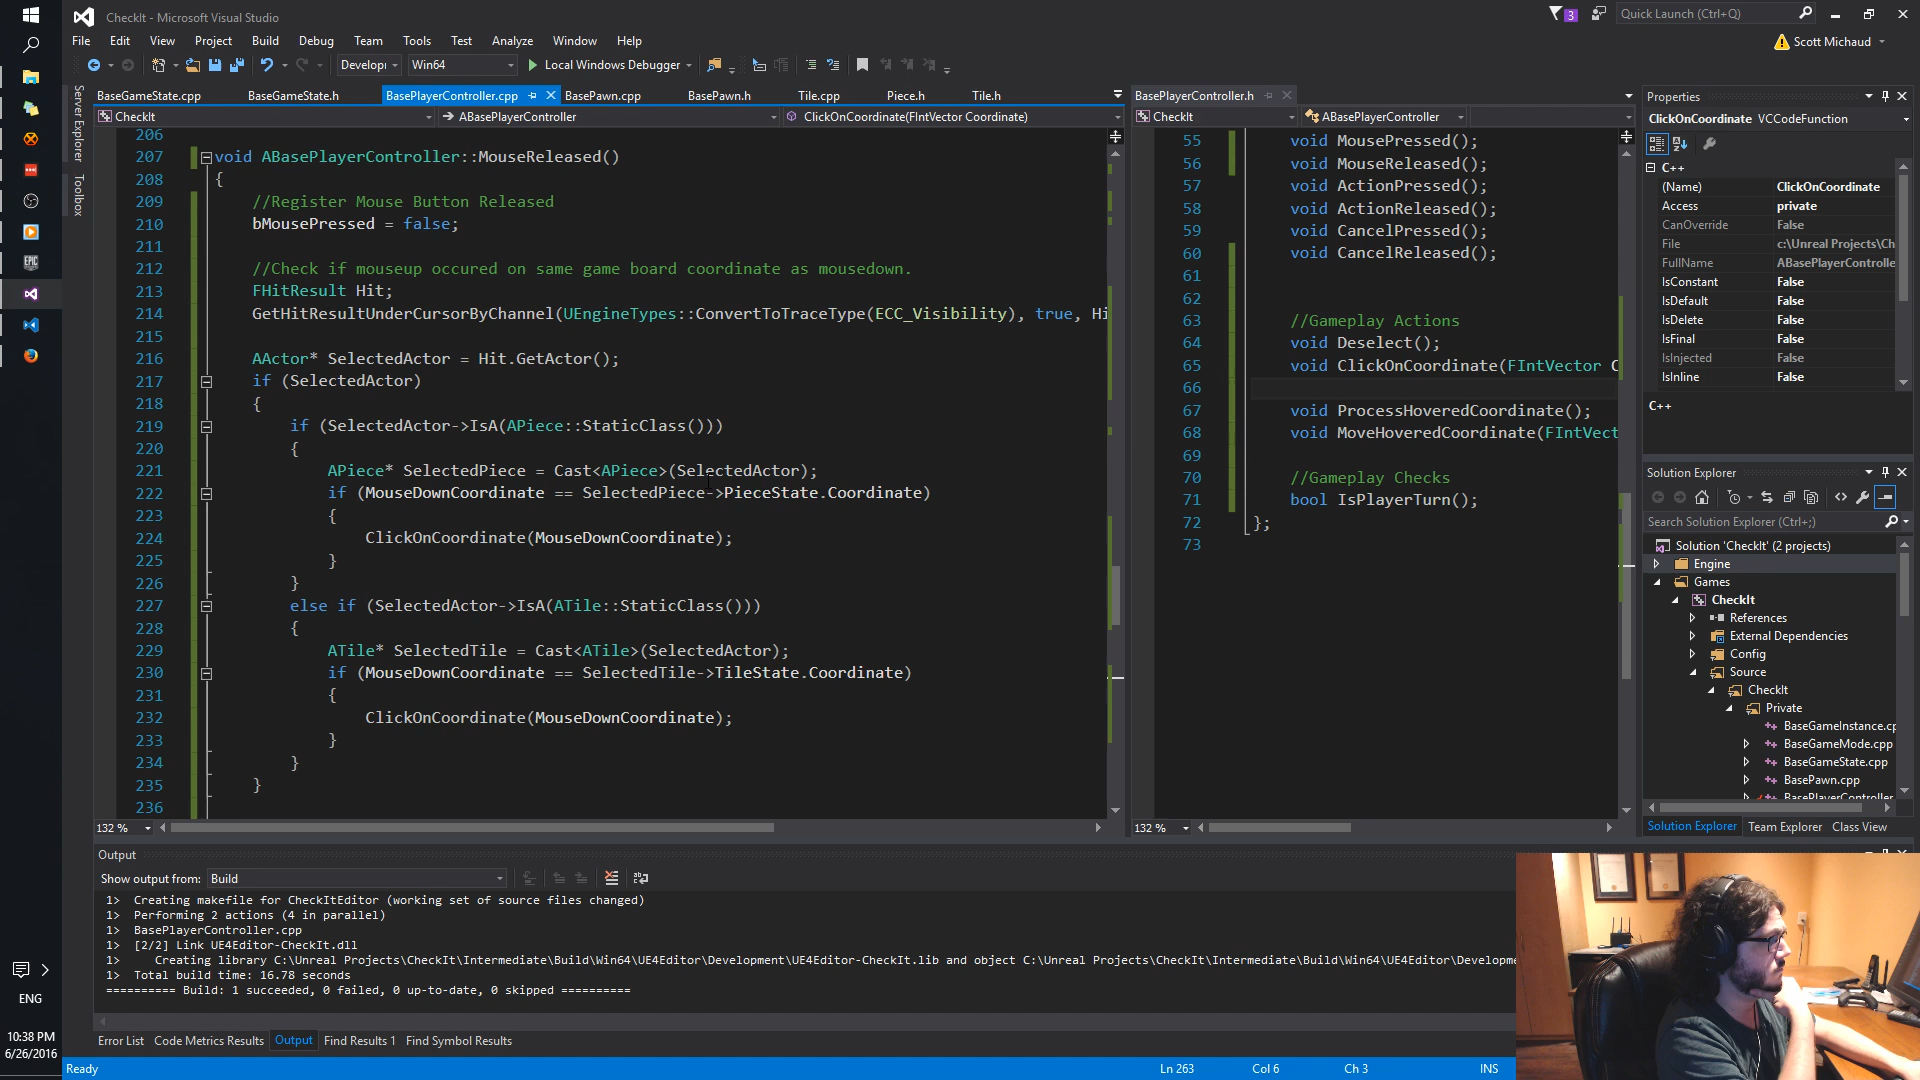 CheckIt - Microsoft Visual Studio
3
Quick Launch (Ctrl+Q)
File Edit View Project Build Debug Team Tools Test Analyze Window Help
Scott Michaud
Develop Win64 Local Windows Debugger
Server Explorer
Toolbox
BaseGameState.cpp BaseGameState.h BasePlayerController.cpp BasePawn.cpp BasePawn.h Tile.cpp Piece.h Tile.h
CheckIt ABasePlayerController ClickOnCoordinate(FIntVector Coordinate)
206
207 void ABasePlayerController::MouseReleased()
208 {
209 //Register Mouse Button Released
210 bMousePressed = false;
211
212 //Check if mouseup occured on same game board coordinate as mousedown.
213 FHitResult Hit;
214 GetHitResultUnderCursorByChannel(UEngineTypes::ConvertToTraceType(ECC_Visibility), true, Hi
215
216 AActor* SelectedActor = Hit.GetActor();
217 if (SelectedActor)
218 {
219 if (SelectedActor->IsA(APiece::StaticClass()))
220 {
221 APiece* SelectedPiece = Cast<APiece>(SelectedActor);
222 if (MouseDownCoordinate == SelectedPiece->PieceState.Coordinate)
223 {
224 ClickOnCoordinate(MouseDownCoordinate);
225 }
226 }
227 else if (SelectedActor->IsA(ATile::StaticClass()))
228 {
229 ATile* SelectedTile = Cast<ATile>(SelectedActor);
230 if (MouseDownCoordinate == SelectedTile->TileState.Coordinate)
231 {
232 ClickOnCoordinate(MouseDownCoordinate);
233 }
234 }
235 }
236
132 %
BasePlayerController.h
CheckIt ABasePlayerController
55 void MousePressed();
56 void MouseReleased();
57 void ActionPressed();
58 void ActionReleased();
59 void CancelPressed();
60 void CancelReleased();
61
62
63 //Gameplay Actions
64 void Deselect();
65 void ClickOnCoordinate(FIntVector C
66
67 void ProcessHoveredCoordinate();
68 void MoveHoveredCoordinate(FIntVect
69
70 //Gameplay Checks
71 bool IsPlayerTurn();
72 };
73
132 %
Properties
ClickOnCoordinate VCCodeFunction
C++
(Name) ClickOnCoordinate
Access private
CanOverride False
File c:\Unreal Projects\Ch
FullName ABasePlayerControlle
IsConstant False
IsDefault False
IsDelete False
IsFinal False
IsInjected False
IsInline False
C++
Solution Explorer
Search Solution Explorer (Ctrl+;)
Solution 'CheckIt' (2 projects)
Engine
Games
CheckIt
References
External Dependencies
Config
Source
CheckIt
Private
BaseGameInstance.cp
BaseGameMode.cpp
BaseGameState.cpp
BasePawn.cpp
BasePlayerController
Solution Explorer Team Explorer Class View
Output
Show output from: Build
1> Creating makefile for CheckItEditor (working set of source files changed)
1> Performing 2 actions (4 in parallel)
1> BasePlayerController.cpp
1> [2/2] Link UE4Editor-CheckIt.dll
1> Creating library C:\Unreal Projects\CheckIt\Intermediate\Build\Win64\UE4Editor\Development\UE4Editor-CheckIt.lib and object C:\Unreal Projects\CheckIt\Intermediate\Build\Win64\UE4Editor\Developme
1> Total build time: 16.78 seconds
========== Build: 1 succeeded, 0 failed, 0 up-to-date, 0 skipped ==========
Error List Code Metrics Results Output Find Results 1 Find Symbol Results
Ready Ln 263 Col 6 Ch 3 INS
EPIC
ENG
10:38 PM
6/26/2016